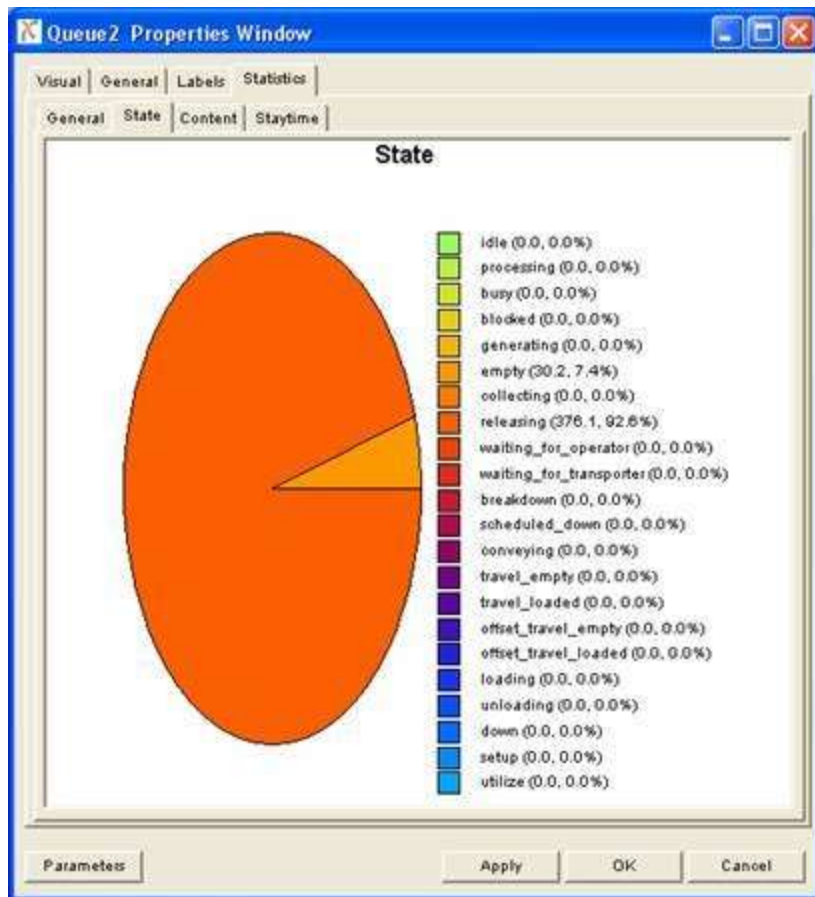 Queue2 Properties Window
Visual General Labels Statistics
General State Content Staytime
State
idle (0.0, 0.0%)
processing (0.0, 0.0%)
busy (0.0, 0.0%)
blocked (0.0, 0.0%)
generating (0.0, 0.0%)
empty (30.2, 7.4%)
collecting (0.0, 0.0%)
releasing (376.1, 92.6%)
waiting_for_operator (0.0, 0.0%)
waiting_for_transporter (0.0, 0.0%)
breakdown (0.0, 0.0%)
scheduled_down (0.0, 0.0%)
conveying (0.0, 0.0%)
travel_empty (0.0, 0.0%)
travel_loaded (0.0, 0.0%)
offset_travel_empty (0.0, 0.0%)
offset_travel_loaded (0.0, 0.0%)
loading (0.0, 0.0%)
unloading (0.0, 0.0%)
down (0.0, 0.0%)
setup (0.0, 0.0%)
utilize (0.0, 0.0%)
Parameters Apply OK Cancel